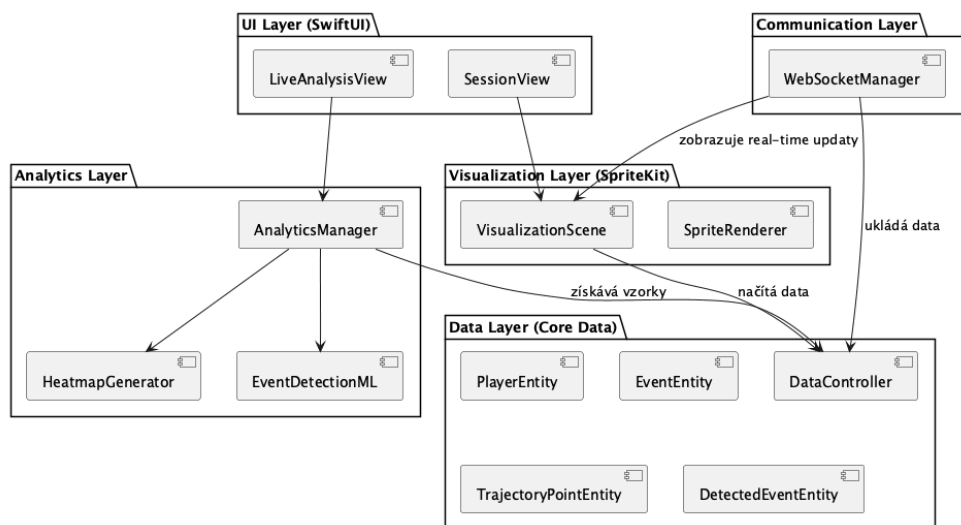 UI Layer (SwiftUI)
LiveAnalysisView
SessionView
Communication Layer
WebSocketManager
zobrazuje real-time updaty
ukládá data
Analytics Layer
AnalyticsManager
HeatmapGenerator
EventDetectionML
Visualization Layer (SpriteKit)
VisualizationScene
SpriteRenderer
získává vzorky
načítá data
Data Layer (Core Data)
PlayerEntity
EventEntity
DataController
TrajectoryPointEntity
DetectedEventEntity